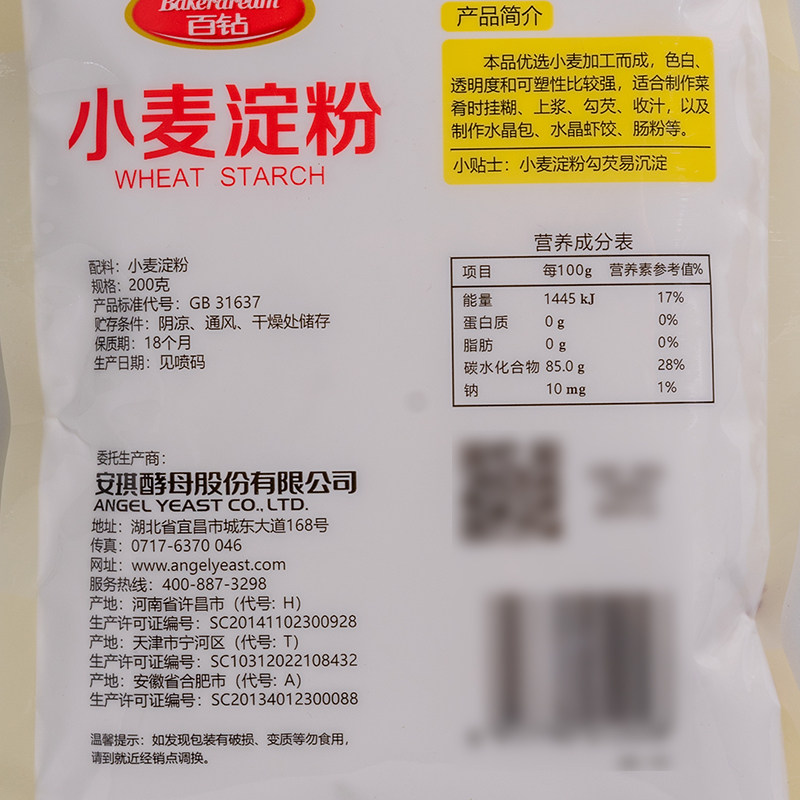 Bakerdream
百钻
小麦淀粉
WHEAT STARCH
产品简介
本品优选小麦加工而成，色白、
透明度和可塑性比较强，适合制作菜
肴时挂糊、上浆、勾芡、收汁，以及
制作水晶包、水晶虾饺、肠粉等。
小贴士：小麦淀粉勾芡易沉淀
配料：小麦淀粉
规格：200克
产品标准代号：GB 31637
贮存条件：阴凉、通风、干燥处储存
保质期：18个月
生产日期：见喷码
营养成分表
项目 每100g 营养素参考值%
能量 1445 kJ 17%
蛋白质 0 g 0%
脂肪 0 g 0%
碳水化合物 85.0 g 28%
钠 10 mg 1%
委托生产商：
安琪酵母股份有限公司
ANGEL YEAST CO.,LTD.
地址：湖北省宜昌市城东大道168号
传真：0717-6370 046
网址：www.angelyeast.com
服务热线：400-887-3298
产地：河南省许昌市（代号: H）
生产许可证编号：SC20141102300928
产地：天津市宁河区（代号: T）
生产许可证编号：SC10312022108432
产地：安徽省合肥市（代号: A）
生产许可证编号：SC20134012300088
温馨提示：如发现包装有破损、变质等勿食用，
请到就近经销点调换。